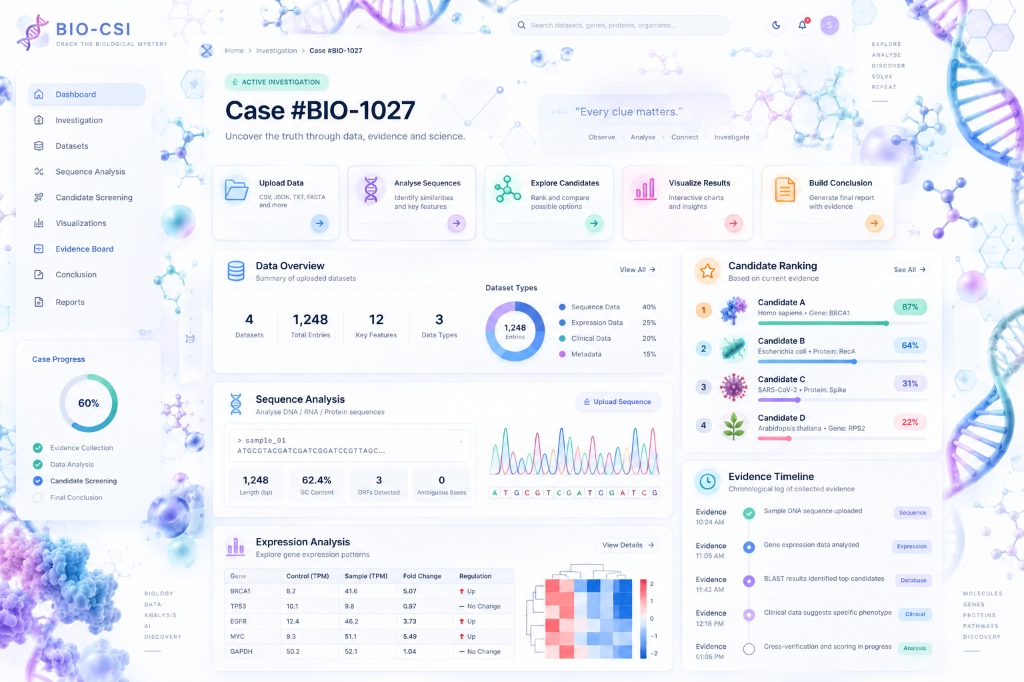 BIO-CSI
CRACK THE BIOLOGICAL MYSTERY
Search datasets, genes, proteins, organisms...
S
Home > Investigation > Case #BIO-1027
ACTIVE INVESTIGATION
Case #BIO-1027
Uncover the truth through data, evidence and science.
“Every clue matters.”
Observe · Analyse · Connect · Investigate
EXPLORE
ANALYSE
DISCOVER
SOLVE
REPEAT
Dashboard
Investigation
Datasets
Sequence Analysis
Candidate Screening
Visualizations
Evidence Board
Conclusion
Reports
Case Progress
60%
Evidence Collection
Data Analysis
Candidate Screening
Final Conclusion
Upload Data
CSV, JSON, TXT, FASTA
and more
Analyse Sequences
Identify similarities
and key features
Explore Candidates
Rank and compare
possible options
Visualize Results
Interactive charts
and insights
Build Conclusion
Generate final report
with evidence
Data Overview
Summary of uploaded datasets
View All →
4
Datasets
1,248
Total Entries
12
Key Features
3
Data Types
Dataset Types
1,248
Entries
Sequence Data 40%
Expression Data 25%
Clinical Data 20%
Metadata 15%
Sequence Analysis
Analyse DNA / RNA / Protein sequences
Upload Sequence
> sample_01
ATGCGTACGATCGATCGGATCCGTTAGC...
1,248
Length (bp)
62.4%
GC Content
3
ORFs Detected
0
Ambiguous Bases
A T G C G T C G A T G G A T C G
Expression Analysis
Explore gene expression patterns
View Details →
Gene Control (TPM) Sample (TPM) Fold Change Regulation
BRCA1 8.2 41.6 5.07 Up
TP53 10.1 9.8 0.97 No Change
EGFR 12.4 46.2 3.73 Up
MYC 9.3 51.1 5.49 Up
GAPDH 50.2 52.1 1.04 No Change
2
1
0
−1
−2
Candidate Ranking
Based on current evidence
See All →
1
Candidate A
Homo sapiens • Gene: BRCA1
87%
2
Candidate B
Escherichia coli • Protein: RecA
64%
3
Candidate C
SARS-CoV-2 • Protein: Spike
31%
4
Candidate D
Arabidopsis thaliana • Gene: RPS2
22%
Evidence Timeline
Chronological log of collected evidence
Evidence
10:24 AM
Sample DNA sequence uploaded
Sequence
Evidence
11:05 AM
Gene expression data analysed
Expression
Evidence
11:42 AM
BLAST results identified top candidates
Database
Evidence
12:16 PM
Clinical data suggests specific phenotype
Clinical
Evidence
01:05 PM
Cross-verification and scoring in progress
Analysis
BIOLOGY
DATA
ANALYSIS
AI
DISCOVERY
MOLECULES
GENES
PROTEINS
PATHWAYS
DISCOVERY